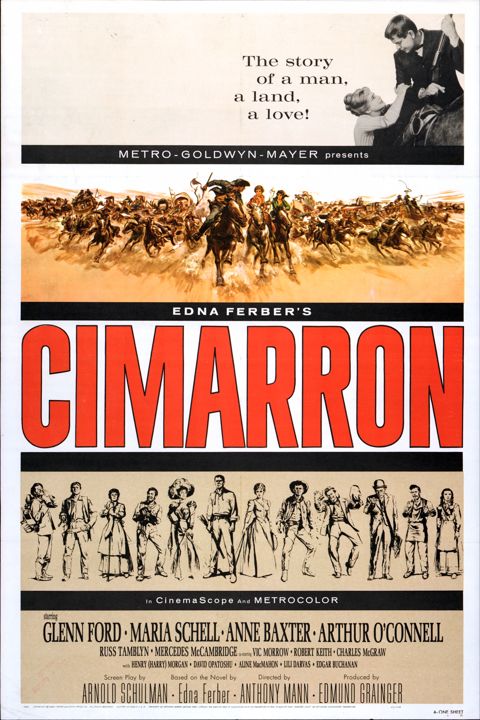 The story
of a man,
a land,
a love!
METRO-GOLDWYN-MAYER presents
EDNA FERBER'S
CIMARRON
In CinemaScope And METROCOLOR
starring
GLENN FORD · MARIA SCHELL · ANNE BAXTER · ARTHUR O'CONNELL
RUSS TAMBLYN · MERCEDES McCAMBRIDGE · co-starring VIC MORROW · ROBERT KEITH · CHARLES McGRAW
with HENRY (HARRY) MORGAN · DAVID OPATOSHU · ALINE MacMAHON · LILI DARVAS · EDGAR BUCHANAN
Screen Play by Based on the Novel by Directed by Produced by
ARNOLD SCHULMAN · Edna Ferber · ANTHONY MANN · EDMUND GRAINGER
A-ONE SHEET